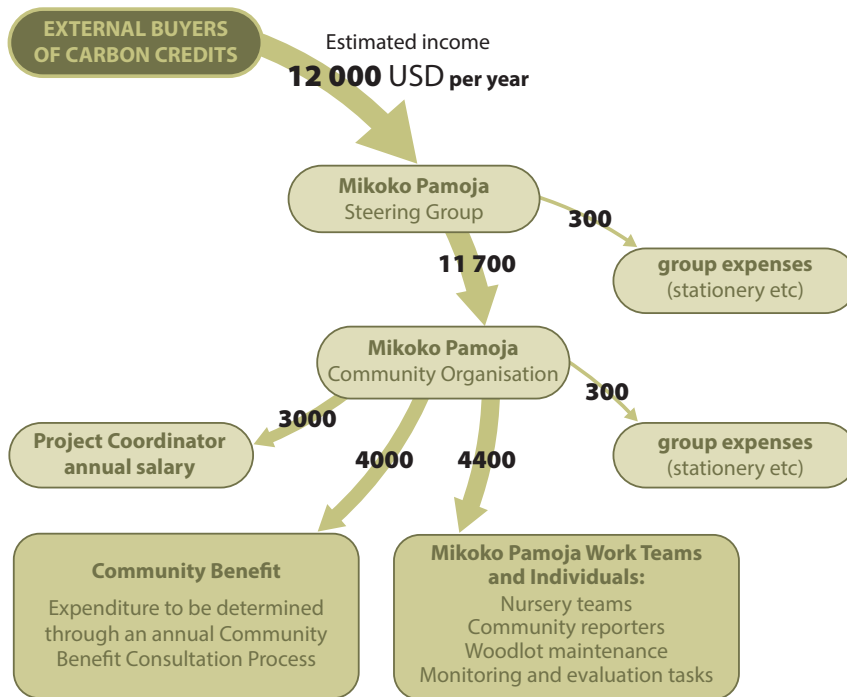 EXTERNAL BUYERS
OF CARBON CREDITS
Estimated income
12 000 USD per year
Mikoko Pamoja
Steering Group
300
group expenses
(stationery etc)
11 700
Mikoko Pamoja
Community Organisation
300
group expenses
(stationery etc)
3000
Project Coordinator
annual salary
4000
4400
Community Benefit
Expenditure to be determined
through an annual Community
Benefit Consultation Process
Mikoko Pamoja Work Teams
and Individuals:
Nursery teams
Community reporters
Woodlot maintenance
Monitoring and evaluation tasks